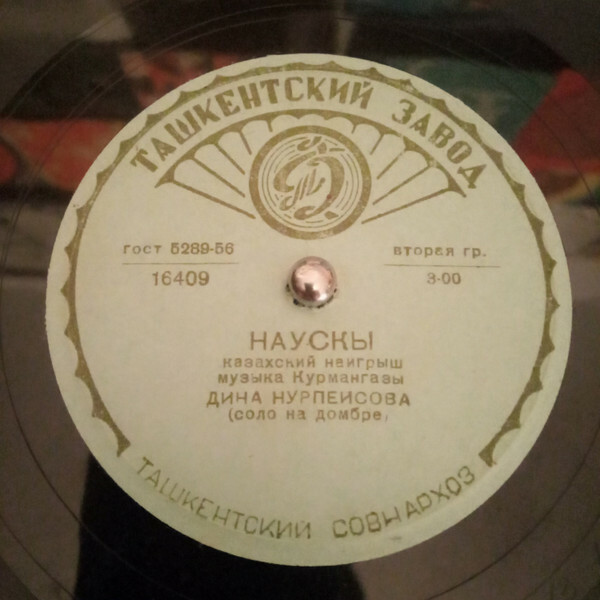 ТАШКЕНТСКИЙ ЗАВОД
гост 5289-56
вторая гр.
16409
3-00
НАУСКЫ
казахский наигрыш
музыка Курмангазы
ДИНА НУРПЕИСОВА
(соло на домбре)
ТАШКЕНТСКИЙ СОВНАРХОЗ